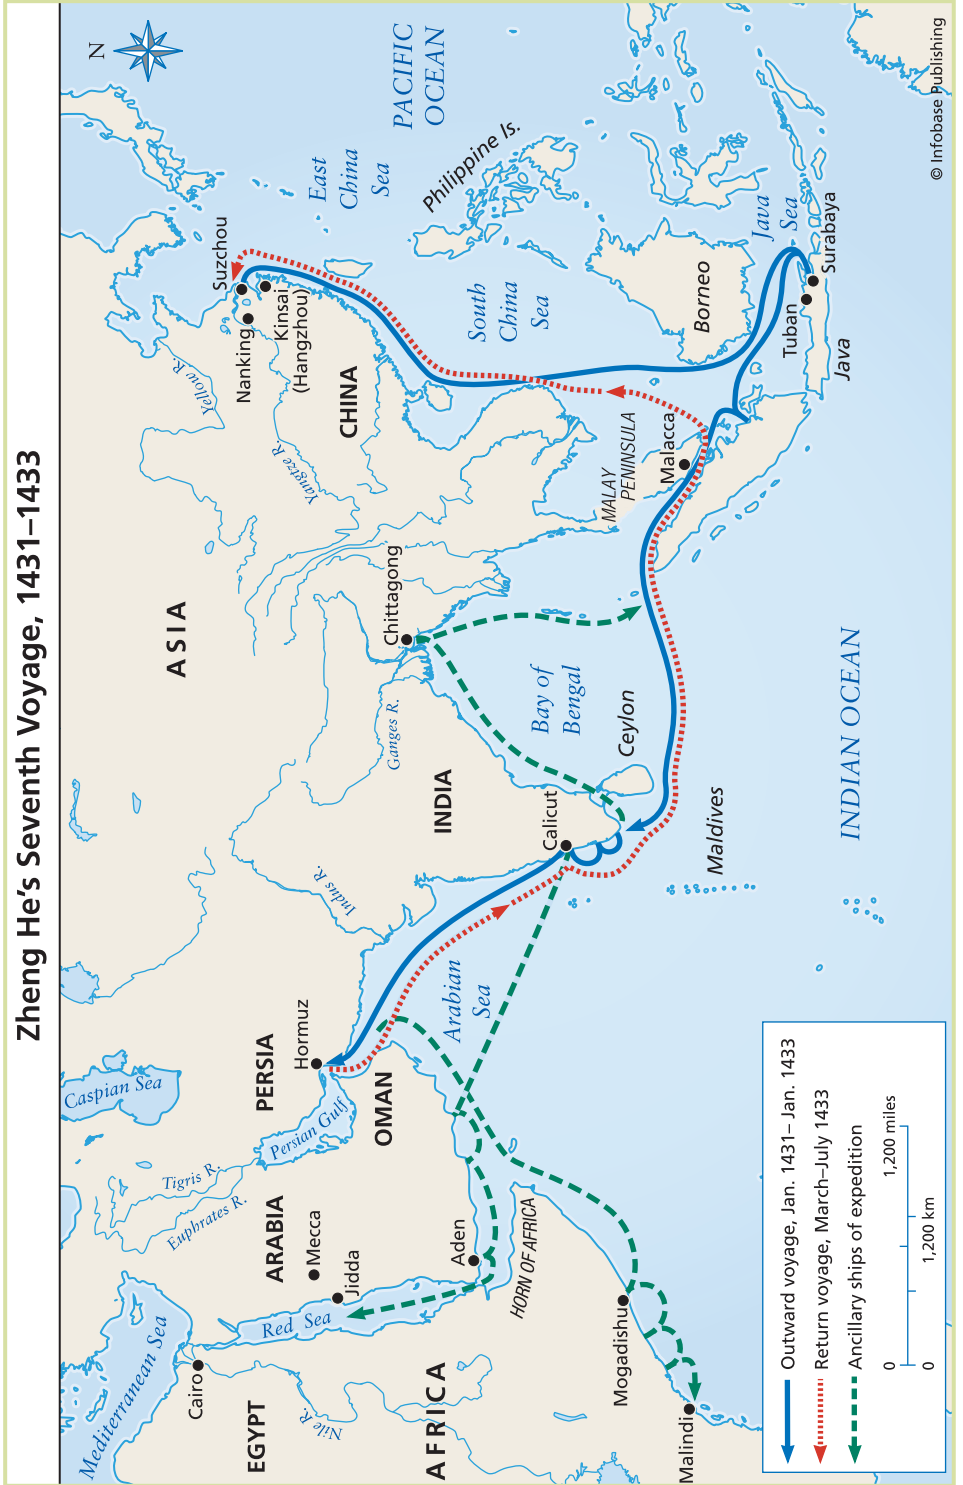 Zheng He's Seventh Voyage, 1431–1433
N
Mediterranean Sea
Caspian Sea
Cairo
EGYPT
Nile R.
AFRICA
Red Sea
Tigris R.
Euphrates R.
ARABIA
Mecca
Jidda
Aden
HORN OF AFRICA
Mogadishu
Malindi
PERSIA
Hormuz
Persian Gulf
OMAN
Arabian
Sea
ASIA
Indus R.
INDIA
Ganges R.
Calicut
Chittagong
Bay of
Bengal
Ceylon
Maldives
INDIAN OCEAN
Yellow R.
Yangtze R.
Suzchou
Nanking
Kinsai
(Hangzhou)
CHINA
East
China
Sea
PACIFIC
OCEAN
Philippine Is.
South
China
Sea
MALAY
PENINSULA
Malacca
Borneo
Java
Sea
Tuban
Surabaya
Java
Outward voyage, Jan. 1431– Jan. 1433
Return voyage, March–July 1433
Ancillary ships of expedition
0 1,200 miles
0 1,200 km
© Infobase Publishing